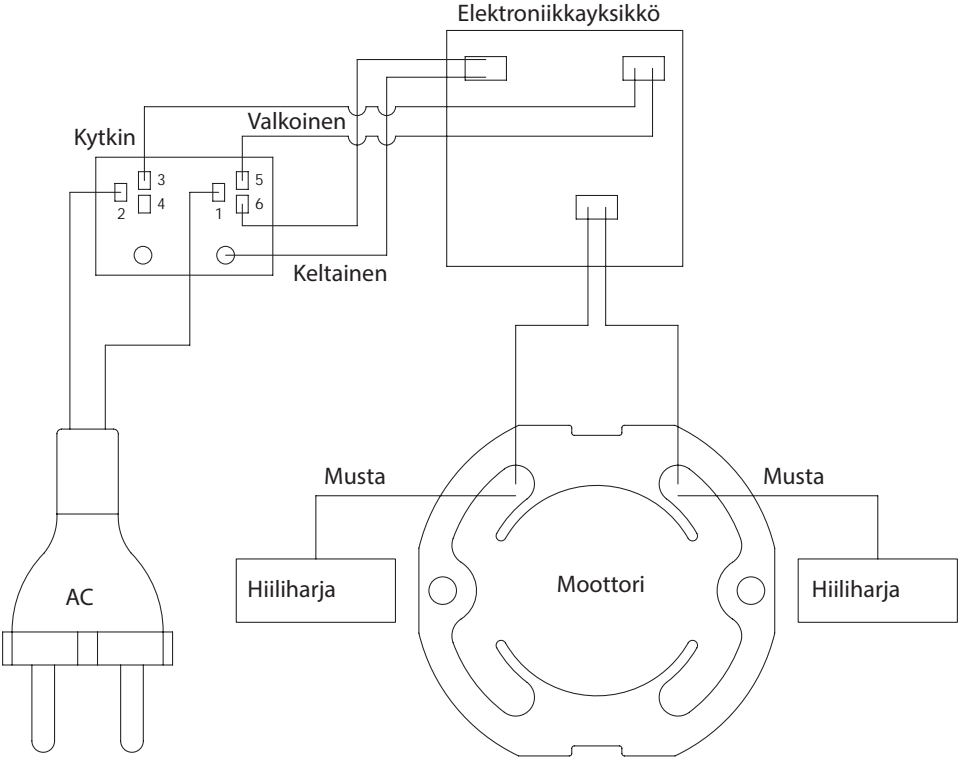 Elektroniikkayksikkö
Valkoinen
Kytkin
3
5
2
4
1
6
Keltainen
Musta
Musta
AC
Hiiliharja
Moottori
Hiiliharja